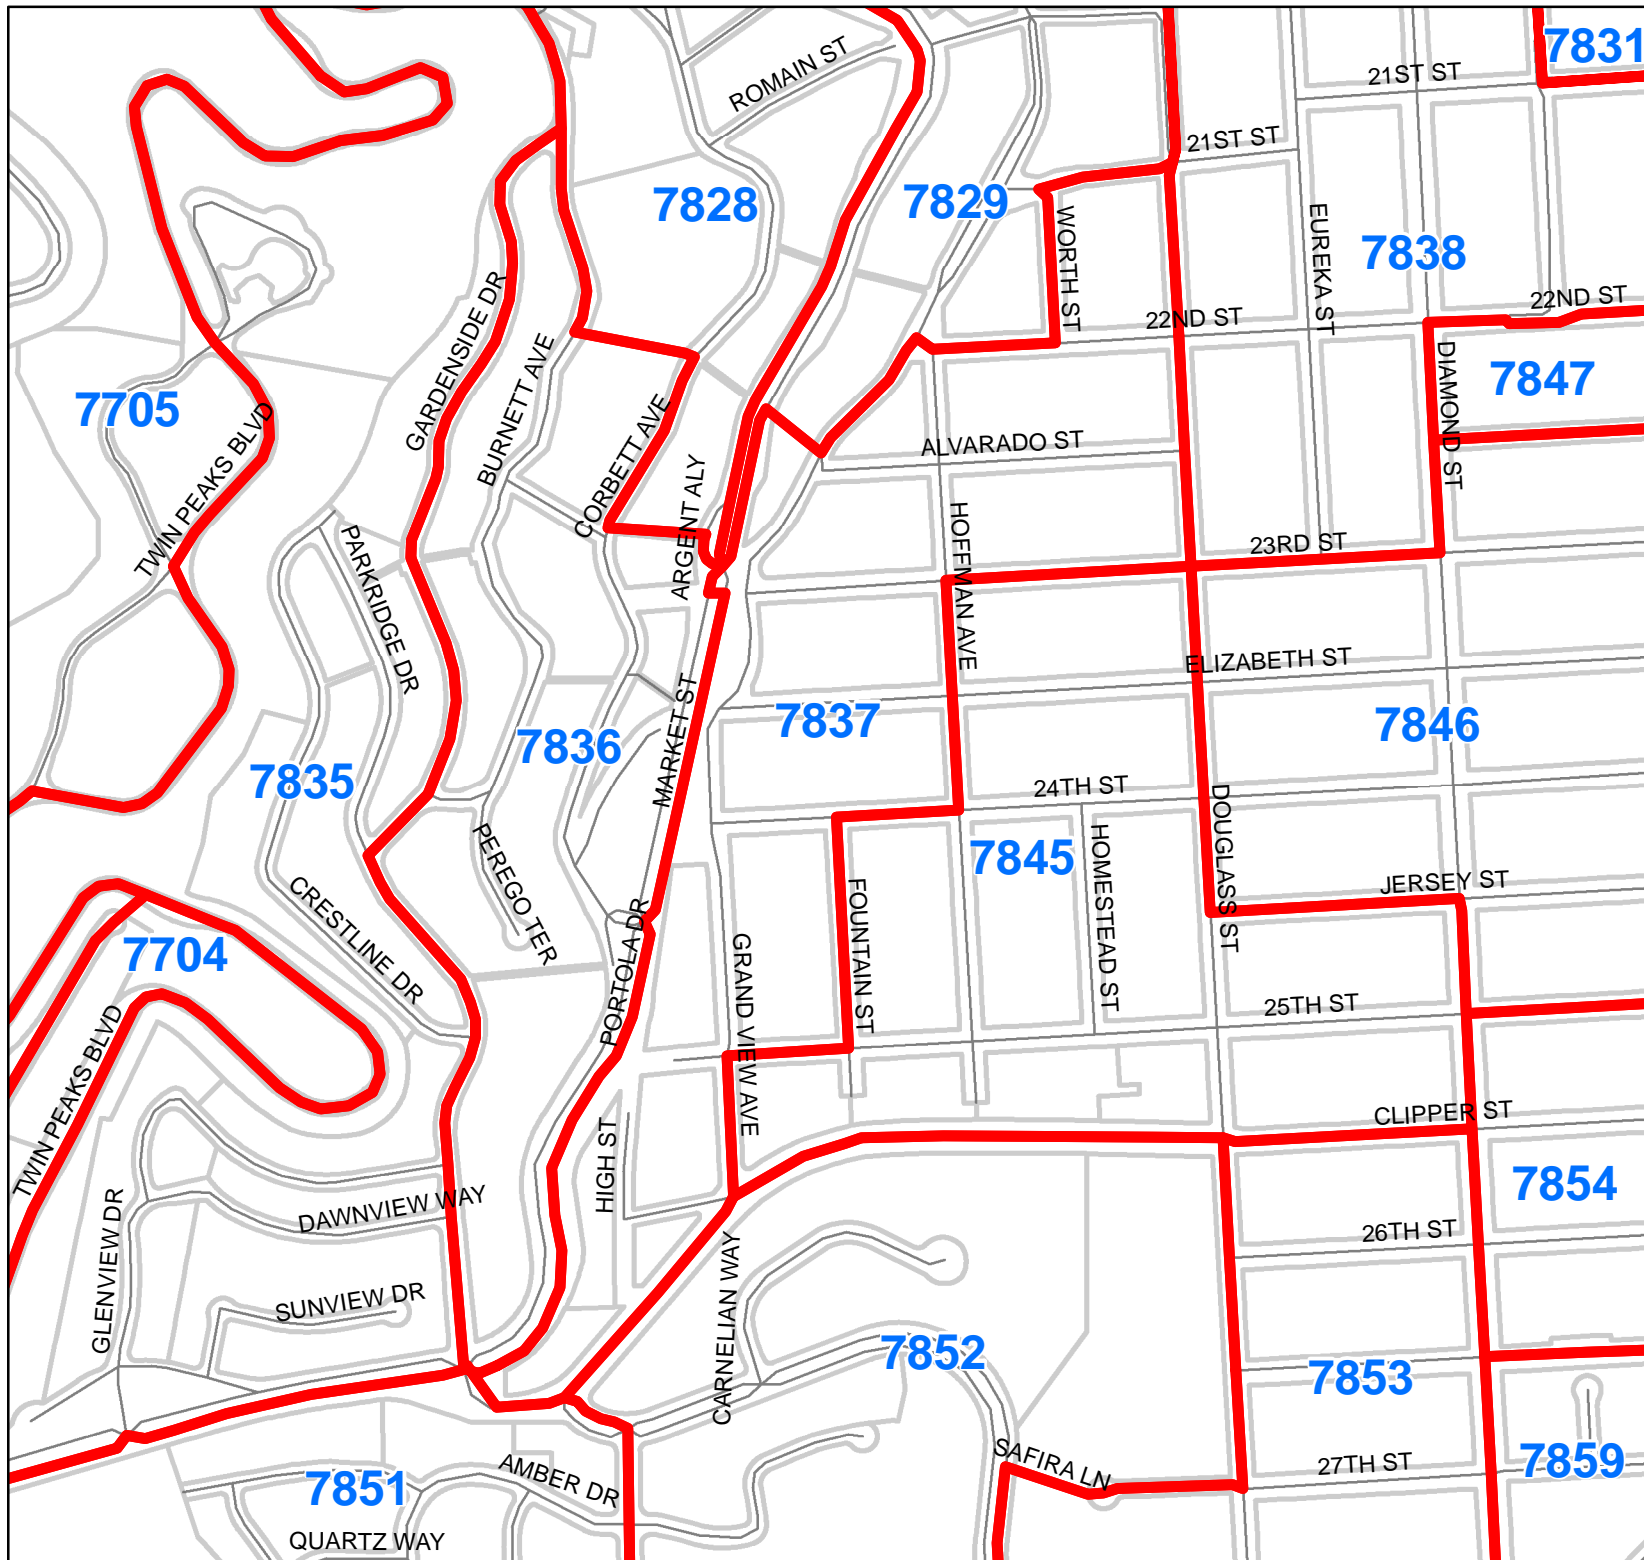 7831
ROMAIN ST
21ST ST
21ST ST
7828
7829
WORTH ST
EUREKA ST
7838
GARDENSIDE DR
22ND ST
22ND ST
BURNETT AVE
DIAMOND ST
7847
7705
TWIN PEAKS BLVD
CORBETT AVE
ALVARADO ST
ARGENT ALY
HOFFMAN AVE
23RD ST
PARKRIDGE DR
ELIZABETH ST
MARKET ST
7837
7846
7836
7835
24TH ST
DOUGLASS ST
PEREGO TER
7845
HOMESTEAD ST
JERSEY ST
CRESTLINE DR
FOUNTAIN ST
PORTOLA DR
7704
GRAND VIEW AVE
25TH ST
TWIN PEAKS BLVD
HIGH ST
CLIPPER ST
7854
GLENVIEW DR
DAWNVIEW WAY
26TH ST
CARNELIAN WAY
SUNVIEW DR
7852
7853
SAFIRA LN
27TH ST
7859
7851
AMBER DR
QUARTZ WAY